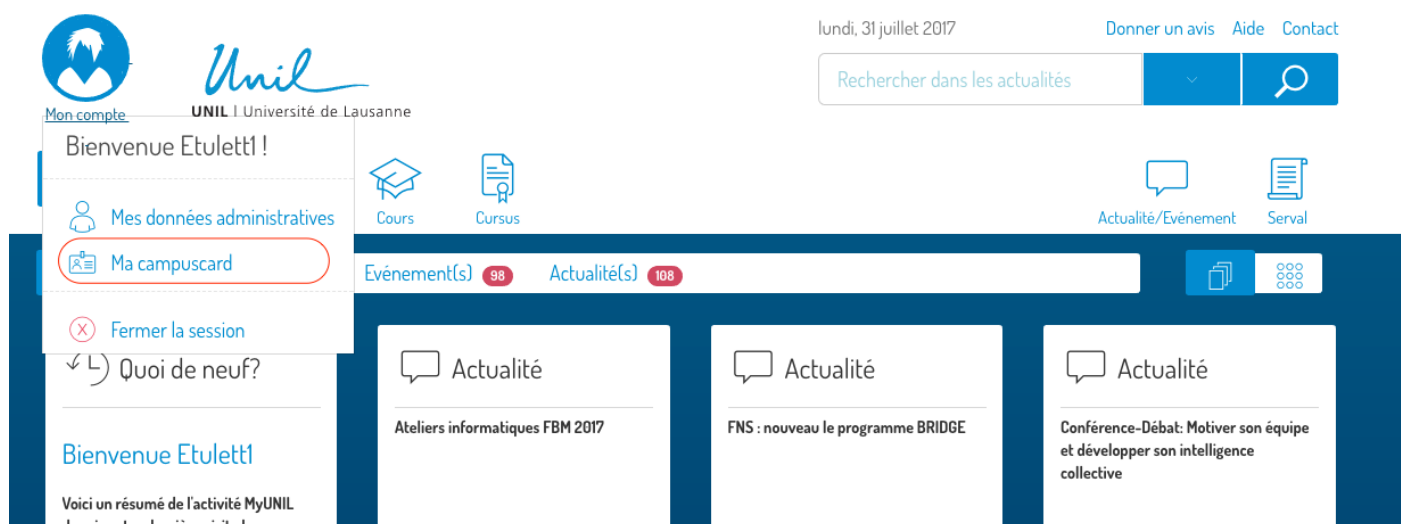 lundi, 31 juillet 2017
Donner un avis Aide Contact
Unil
Rechercher dans les actualités
Mon compte
UNIL | Université de Lausanne
Bienvenue Etulett1 !
Mes données administratives
Cours
Cursus
Actualité/Evénement
Serval
Ma campuscard
Evénement(s) 98
Actualité(s) 108
Fermer la session
Quoi de neuf?
Bienvenue Etulett1
Voici un résumé de l'activité MyUNIL
Actualité
Ateliers informatiques FBM 2017
Actualité
FNS : nouveau le programme BRIDGE
Actualité
Conférence-Débat: Motiver son équipe
et développer son intelligence
collective